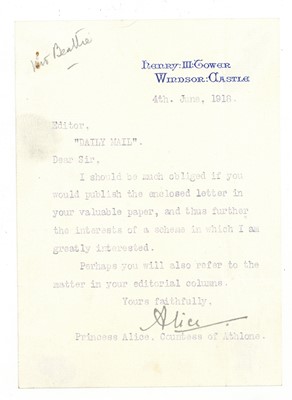 Mr Beattie
Henry:III:Tower
Windsor:Castle
4th. June, 1918.
Editor,
"DAILY MAIL".
Dear Sir,
I should be much obliged if you
would publish the enclosed letter in
your valuable paper, and thus further
the interests of a scheme in which I am
greatly interested.
Perhaps you will also refer to the
matter in your editorial columns.
Yours faithfully,
Alice.
Princess Alice. Countess of Athlone.